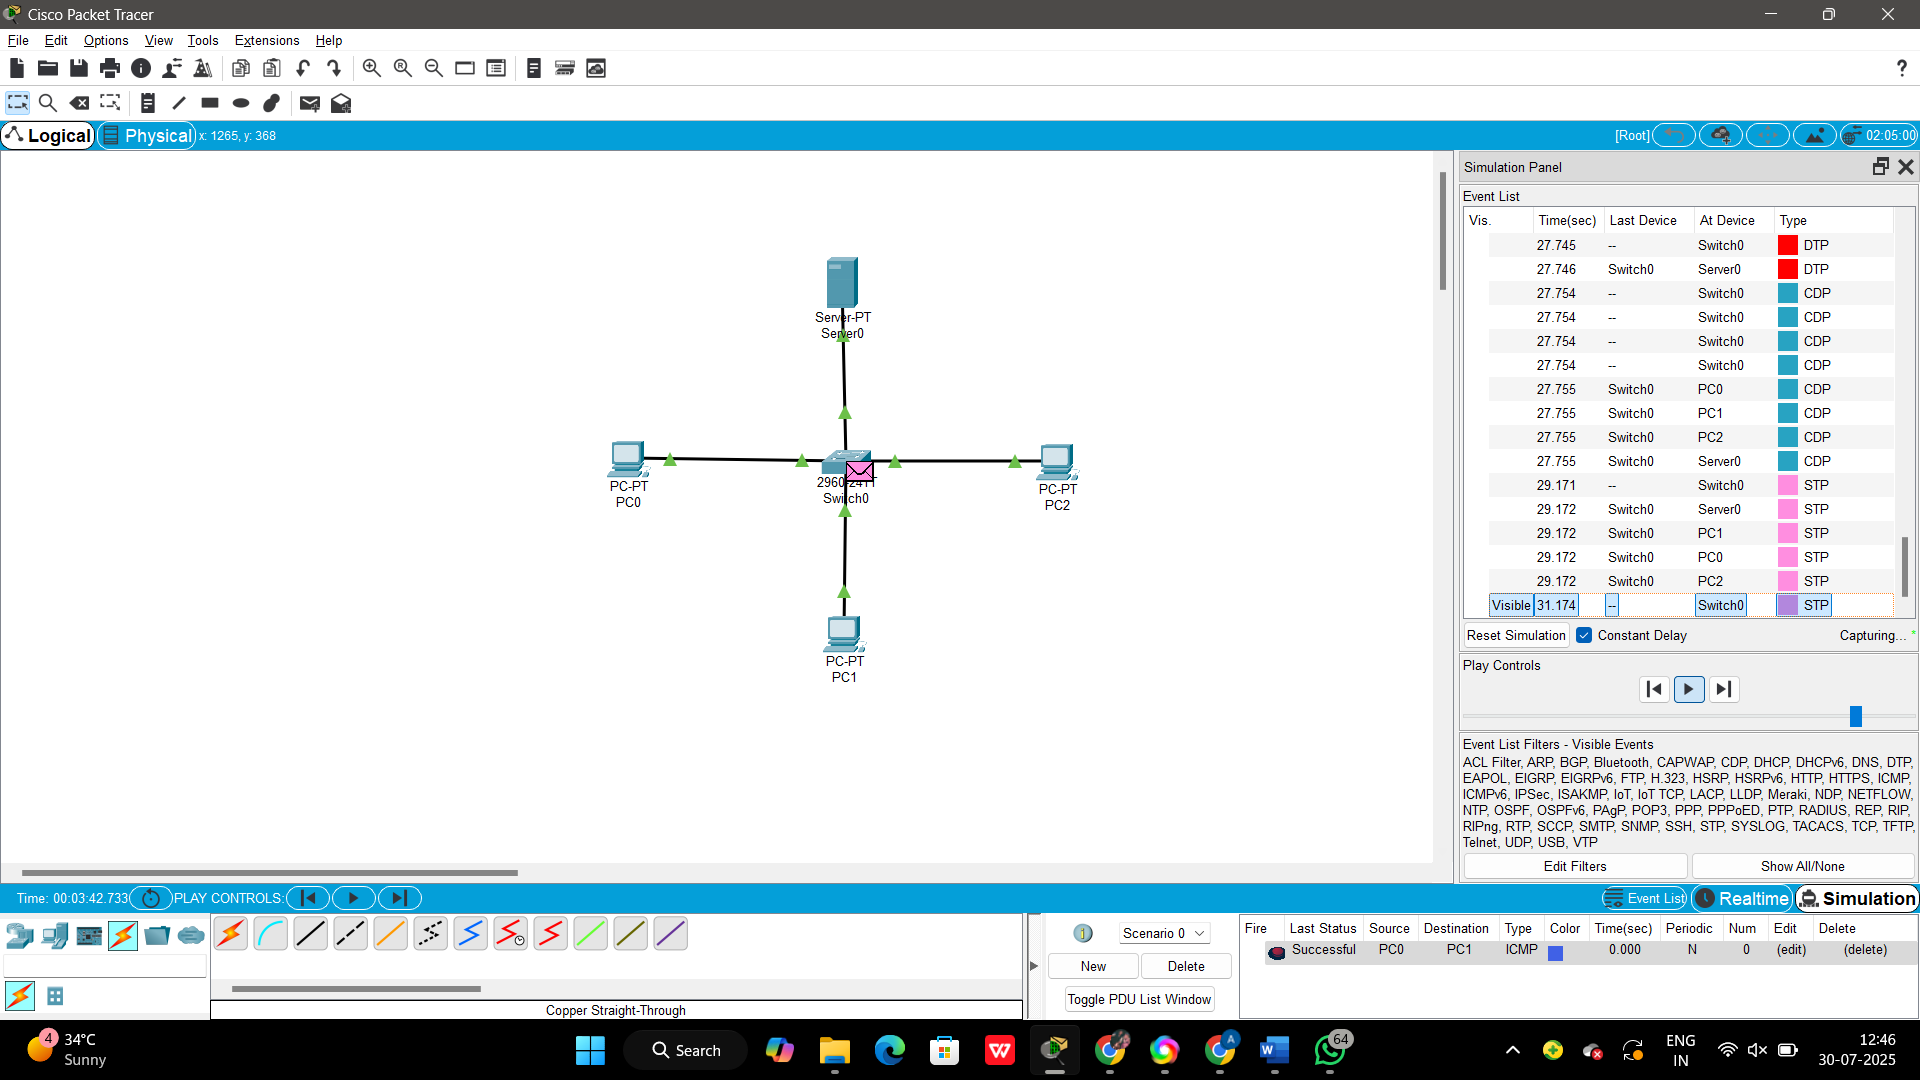 Cisco Packet Tracer
File Edit Options View Tools Extensions Help
Logical Physical x: 1265, y: 368 [Root] 02:05:00
Server-PT
Server0
PC-PT
PC0
2960-24TT
Switch0
PC-PT
PC2
PC-PT
PC1
Simulation Panel
Event List
Vis. Time(sec) Last Device At Device Type
27.745 -- Switch0 DTP
27.746 Switch0 Server0 DTP
27.754 -- Switch0 CDP
27.754 -- Switch0 CDP
27.754 -- Switch0 CDP
27.754 -- Switch0 CDP
27.755 Switch0 PC0 CDP
27.755 Switch0 PC1 CDP
27.755 Switch0 PC2 CDP
27.755 Switch0 Server0 CDP
29.171 -- Switch0 STP
29.172 Switch0 Server0 STP
29.172 Switch0 PC1 STP
29.172 Switch0 PC0 STP
29.172 Switch0 PC2 STP
Visible 31.174 -- Switch0 STP
Reset Simulation Constant Delay Capturing...
Play Controls
Event List Filters - Visible Events
ACL Filter, ARP, BGP, Bluetooth, CAPWAP, CDP, DHCP, DHCPv6, DNS, DTP,
EAPOL, EIGRP, EIGRPv6, FTP, H.323, HSRP, HSRPv6, HTTP, HTTPS, ICMP,
ICMPv6, IPSec, ISAKMP, IoT, IoT TCP, LACP, LLDP, Meraki, NDP, NETFLOW,
NTP, OSPF, OSPFv6, PAgP, POP3, PPP, PPPoED, PTP, RADIUS, REP, RIP,
RIPng, RTP, SCCP, SMTP, SNMP, SSH, STP, SYSLOG, TACACS, TCP, TFTP,
Telnet, UDP, USB, VTP
Edit Filters Show All/None
Time: 00:03:42.733 PLAY CONTROLS: Event List Realtime Simulation
Scenario 0
New Delete
Toggle PDU List Window
Fire Last Status Source Destination Type Color Time(sec) Periodic Num Edit Delete
Successful PC0 PC1 ICMP 0.000 N 0 (edit) (delete)
Copper Straight-Through
4 34°C
Sunny
Search
64
ENG
IN
12:46
30-07-2025